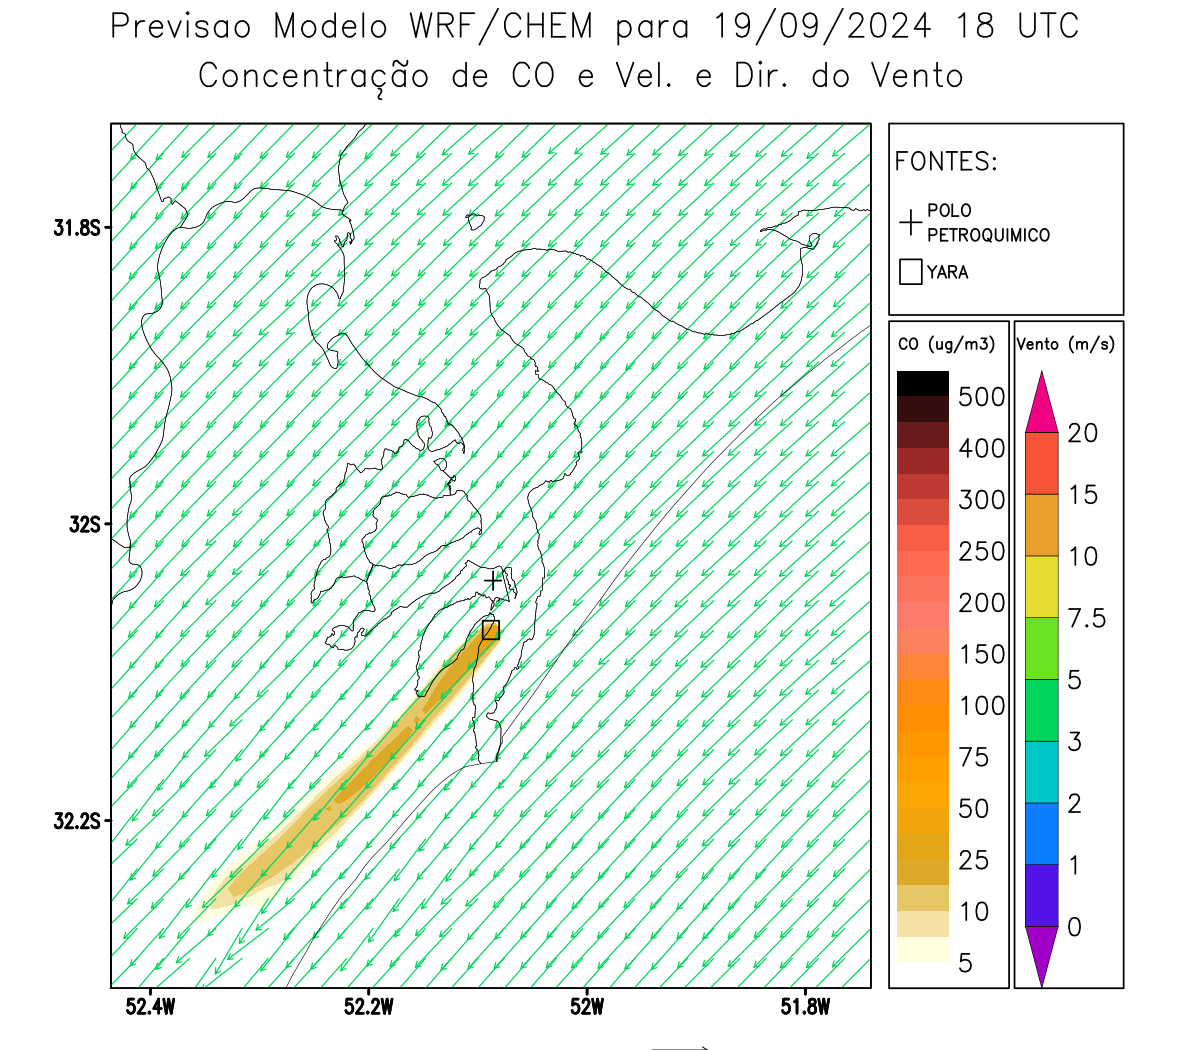 Previsao Modelo WRF/CHEM para 19/09/2024 18 UTC
Concentração de CO e Vel. e Dir. do Vento
FONTES:
POLO
PETROQUIMICO
YARA
31.8S
32S
32.2S
52.4W
52.2W
52W
51.8W
CO (ug/m3)
500
400
300
250
200
150
100
75
50
25
10
5
Vento (m/s)
20
15
10
7.5
5
3
2
1
0